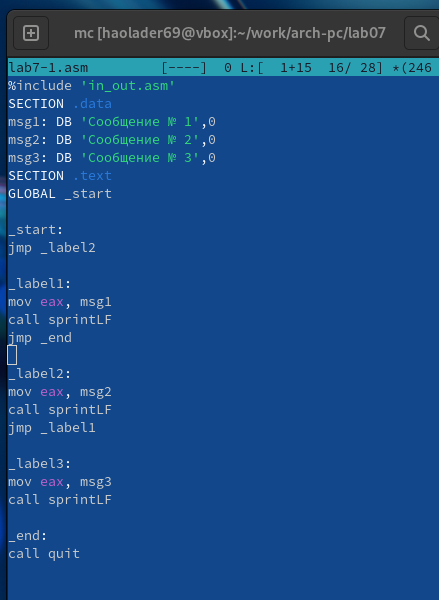 mc [haolader69@vbox]:~/work/arch-pc/lab07
lab7-1.asm [----] 0 L:[ 1+15 16/ 28] *(246
%include 'in_out.asm'
SECTION .data
msg1: DB 'Сообщение № 1',0
msg2: DB 'Сообщение № 2',0
msg3: DB 'Сообщение № 3',0
SECTION .text
GLOBAL _start
_start:
jmp _label2
_label1:
mov eax, msg1
call sprintLF
jmp _end
_label2:
mov eax, msg2
call sprintLF
jmp _label1
_label3:
mov eax, msg3
call sprintLF
_end:
call quit